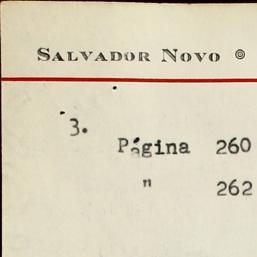 SALVADOR NOVO
3.
Página 260
" 262